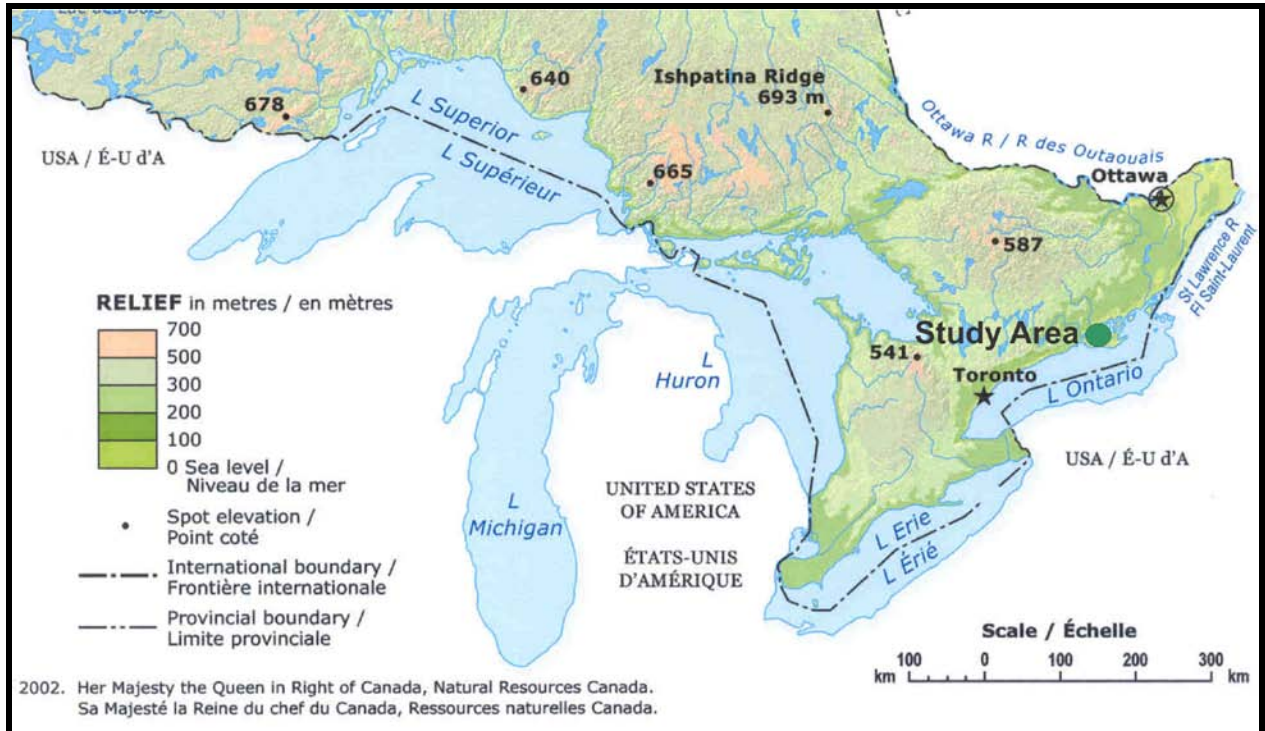 640
Ishpatina Ridge
693 m
678
L Superior
L Supérieur
Ottawa R / R des Outaouais
USA / É-U d'A
665
Ottawa
587
St Lawrence R
Fl Saint-Laurent
RELIEF in metres / en mètres
700
500
300
200
100
0 Sea level /
Niveau de la mer
Study Area
541
L
Huron
Toronto
L Ontario
USA / É-U d'A
UNITED STATES
OF AMERICA
ÉTATS-UNIS
D'AMÉRIQUE
L
Michigan
L Erie
L Érié
Spot elevation /
Point coté
International boundary /
Frontière internationale
Provincial boundary /
Limite provinciale
Scale / Échelle
100 0 100 200 300
km km
2002. Her Majesty the Queen in Right of Canada, Natural Resources Canada.
Sa Majesté la Reine du chef du Canada, Ressources naturelles Canada.